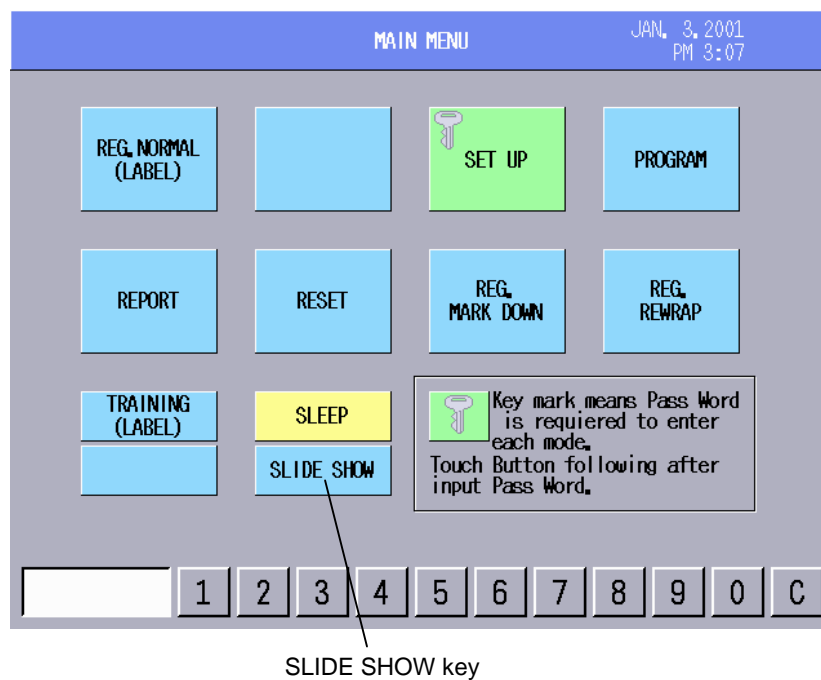 MAIN MENU
JAN. 3.2001
PM 3:07
REG.NORMAL
(LABEL)
SET UP
PROGRAM
REPORT
RESET
REG.
MARK DOWN
REG.
REWRAP
TRAINING
(LABEL)
SLEEP
SLIDE SHOW
Key mark means Pass Word
is requiered to enter
each mode.
Touch Button following after
input Pass Word.
1 2 3 4 5 6 7 8 9 0 C
SLIDE SHOW key